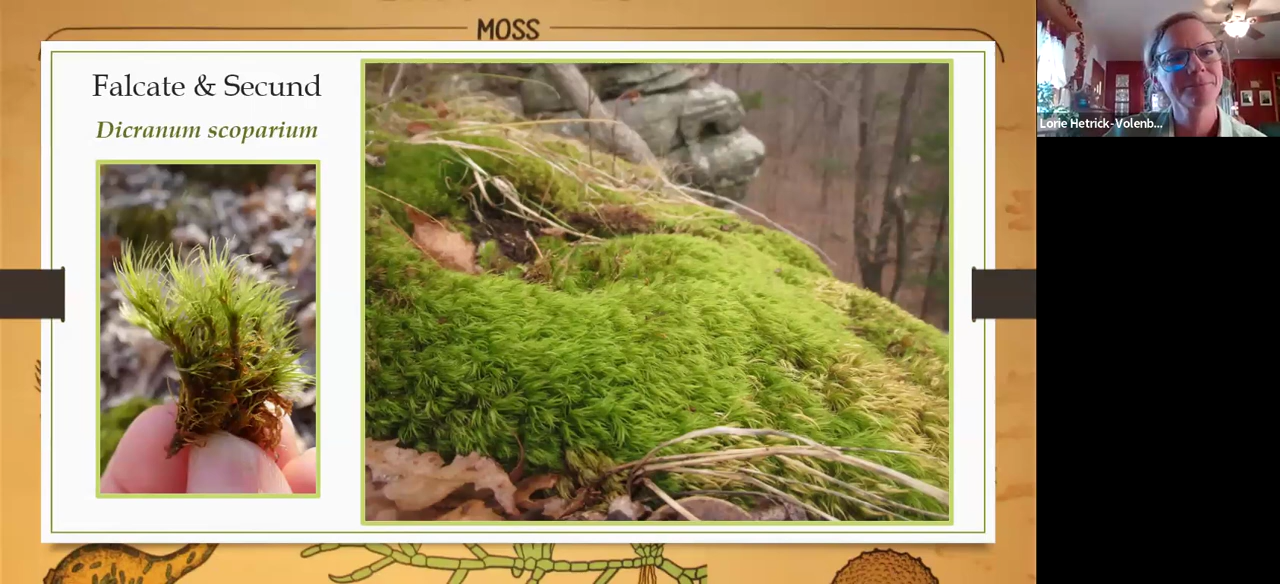 MOSS
Falcate & Secund
Dicranum scoparium
Lorie Hetrick-Volenb...